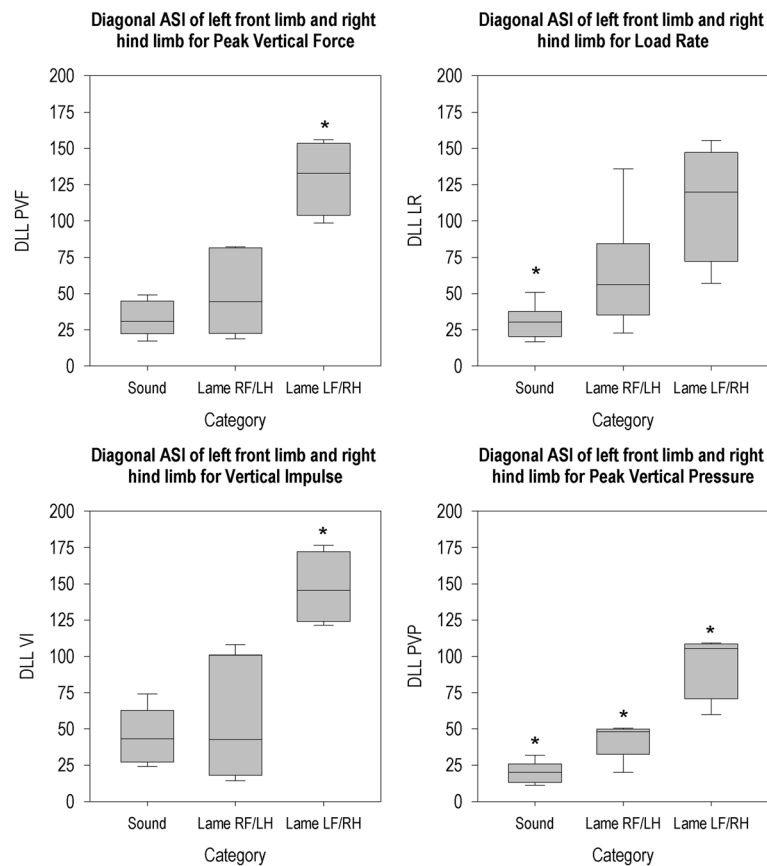 Diagonal ASI of left front limb and right
hind limb for Peak Vertical Force
200
175
150
125
100
75
50
25
0
DLL PVF
*
Sound
Lame RF/LH
Lame LF/RH
Category
Diagonal ASI of left front limb and right
hind limb for Load Rate
200
175
150
125
100
75
50
25
0
DLL LR
*
Sound
Lame RF/LH
Lame LF/RH
Category
Diagonal ASI of left front limb and right
hind limb for Vertical Impulse
200
175
150
125
100
75
50
25
0
DLL VI
*
Sound
Lame RF/LH
Lame LF/RH
Category
Diagonal ASI of left front limb and right
hind limb for Peak Vertical Pressure
200
175
150
125
100
75
50
25
0
DLL PVP
*
*
*
Sound
Lame RF/LH
Lame LF/RH
Category